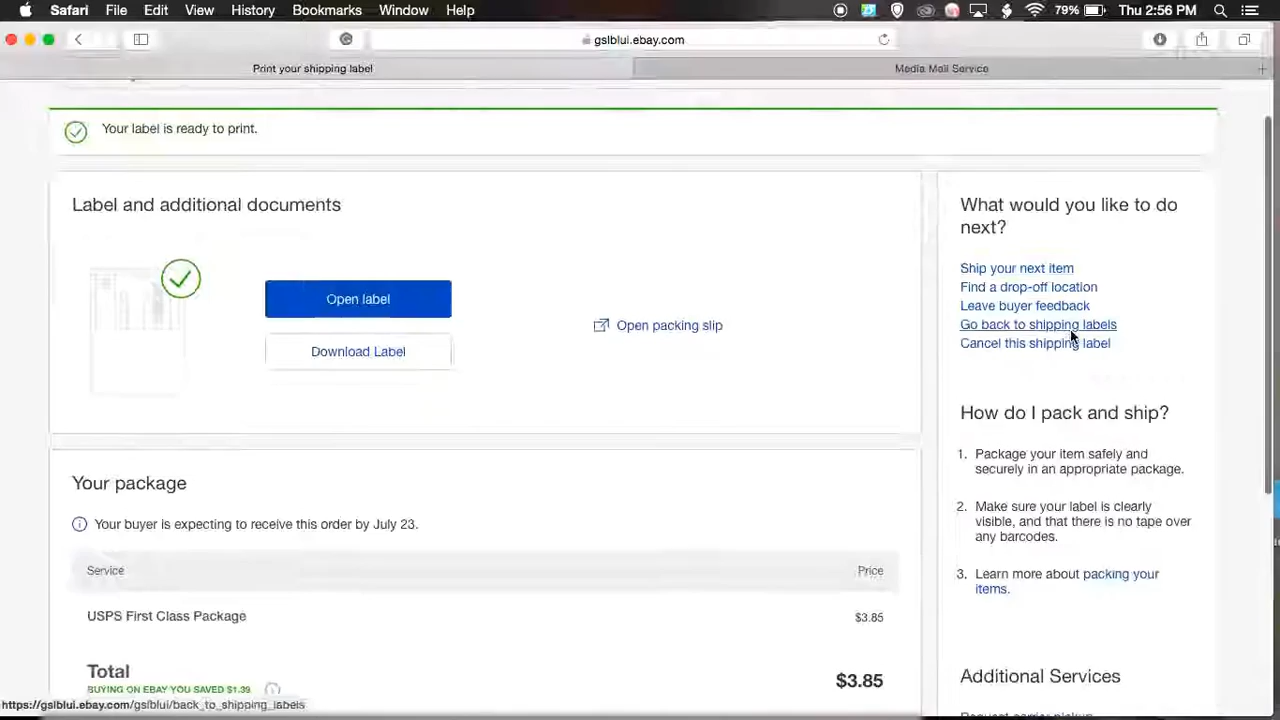 Safari File Edit View History Bookmarks Window Help 79% Thu 2:56 PM
gslblui.ebay.com
Print your shipping label Media Mail Service
Your label is ready to print.
Label and additional documents
Open label
Download Label
Open packing slip
What would you like to do
next?
Ship your next item
Find a drop-off location
Leave buyer feedback
Go back to shipping labels
Cancel this shipping label
How do I pack and ship?
1. Package your item safely and
securely in an appropriate package.
2. Make sure your label is clearly
visible, and that there is no tape over
any barcodes.
3. Learn more about packing your
items.
Your package
Your buyer is expecting to receive this order by July 23.
Service Price
USPS First Class Package $3.85
Total
BUYING ON EBAY YOU SAVED $1.39
$3.85
Additional Services
Request carrier pickup
https://gslblui.ebay.com/gslblui/back_to_shipping_labels